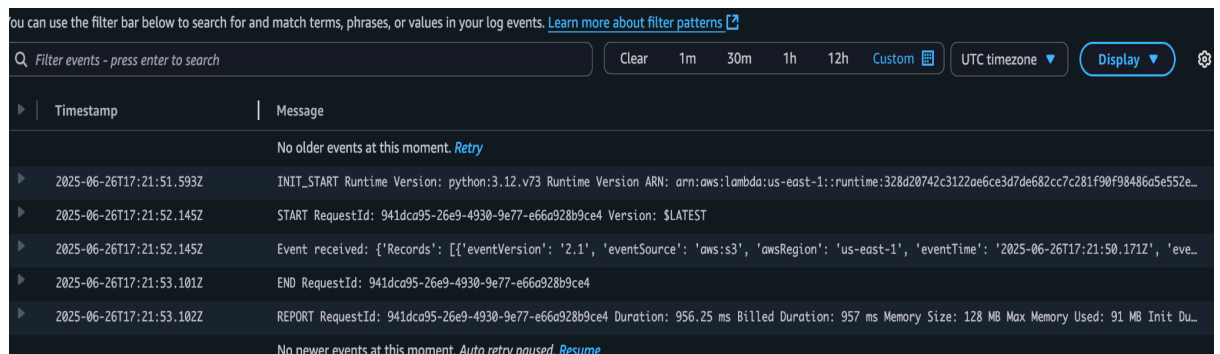 You can use the filter bar below to search for and match terms, phrases, or values in your log events. Learn more about filter patterns
Filter events - press enter to search Clear 1m 30m 1h 12h Custom UTC timezone Display
Timestamp Message
No older events at this moment. Retry
2025-06-26T17:21:51.593Z INIT_START Runtime Version: python:3.12.v73 Runtime Version ARN: arn:aws:lambda:us-east-1::runtime:328d20742c3122ae6ce3d7de682cc7c281f90f98486a5e552e…
2025-06-26T17:21:52.145Z START RequestId: 941dca95-26e9-4930-9e77-e66a928b9ce4 Version: $LATEST
2025-06-26T17:21:52.145Z Event received: {'Records': [{'eventVersion': '2.1', 'eventSource': 'aws:s3', 'awsRegion': 'us-east-1', 'eventTime': '2025-06-26T17:21:50.171Z', 'eve…
2025-06-26T17:21:53.101Z END RequestId: 941dca95-26e9-4930-9e77-e66a928b9ce4
2025-06-26T17:21:53.102Z REPORT RequestId: 941dca95-26e9-4930-9e77-e66a928b9ce4 Duration: 956.25 ms Billed Duration: 957 ms Memory Size: 128 MB Max Memory Used: 91 MB Init Du…
No newer events at this moment. Auto retry paused. Resume